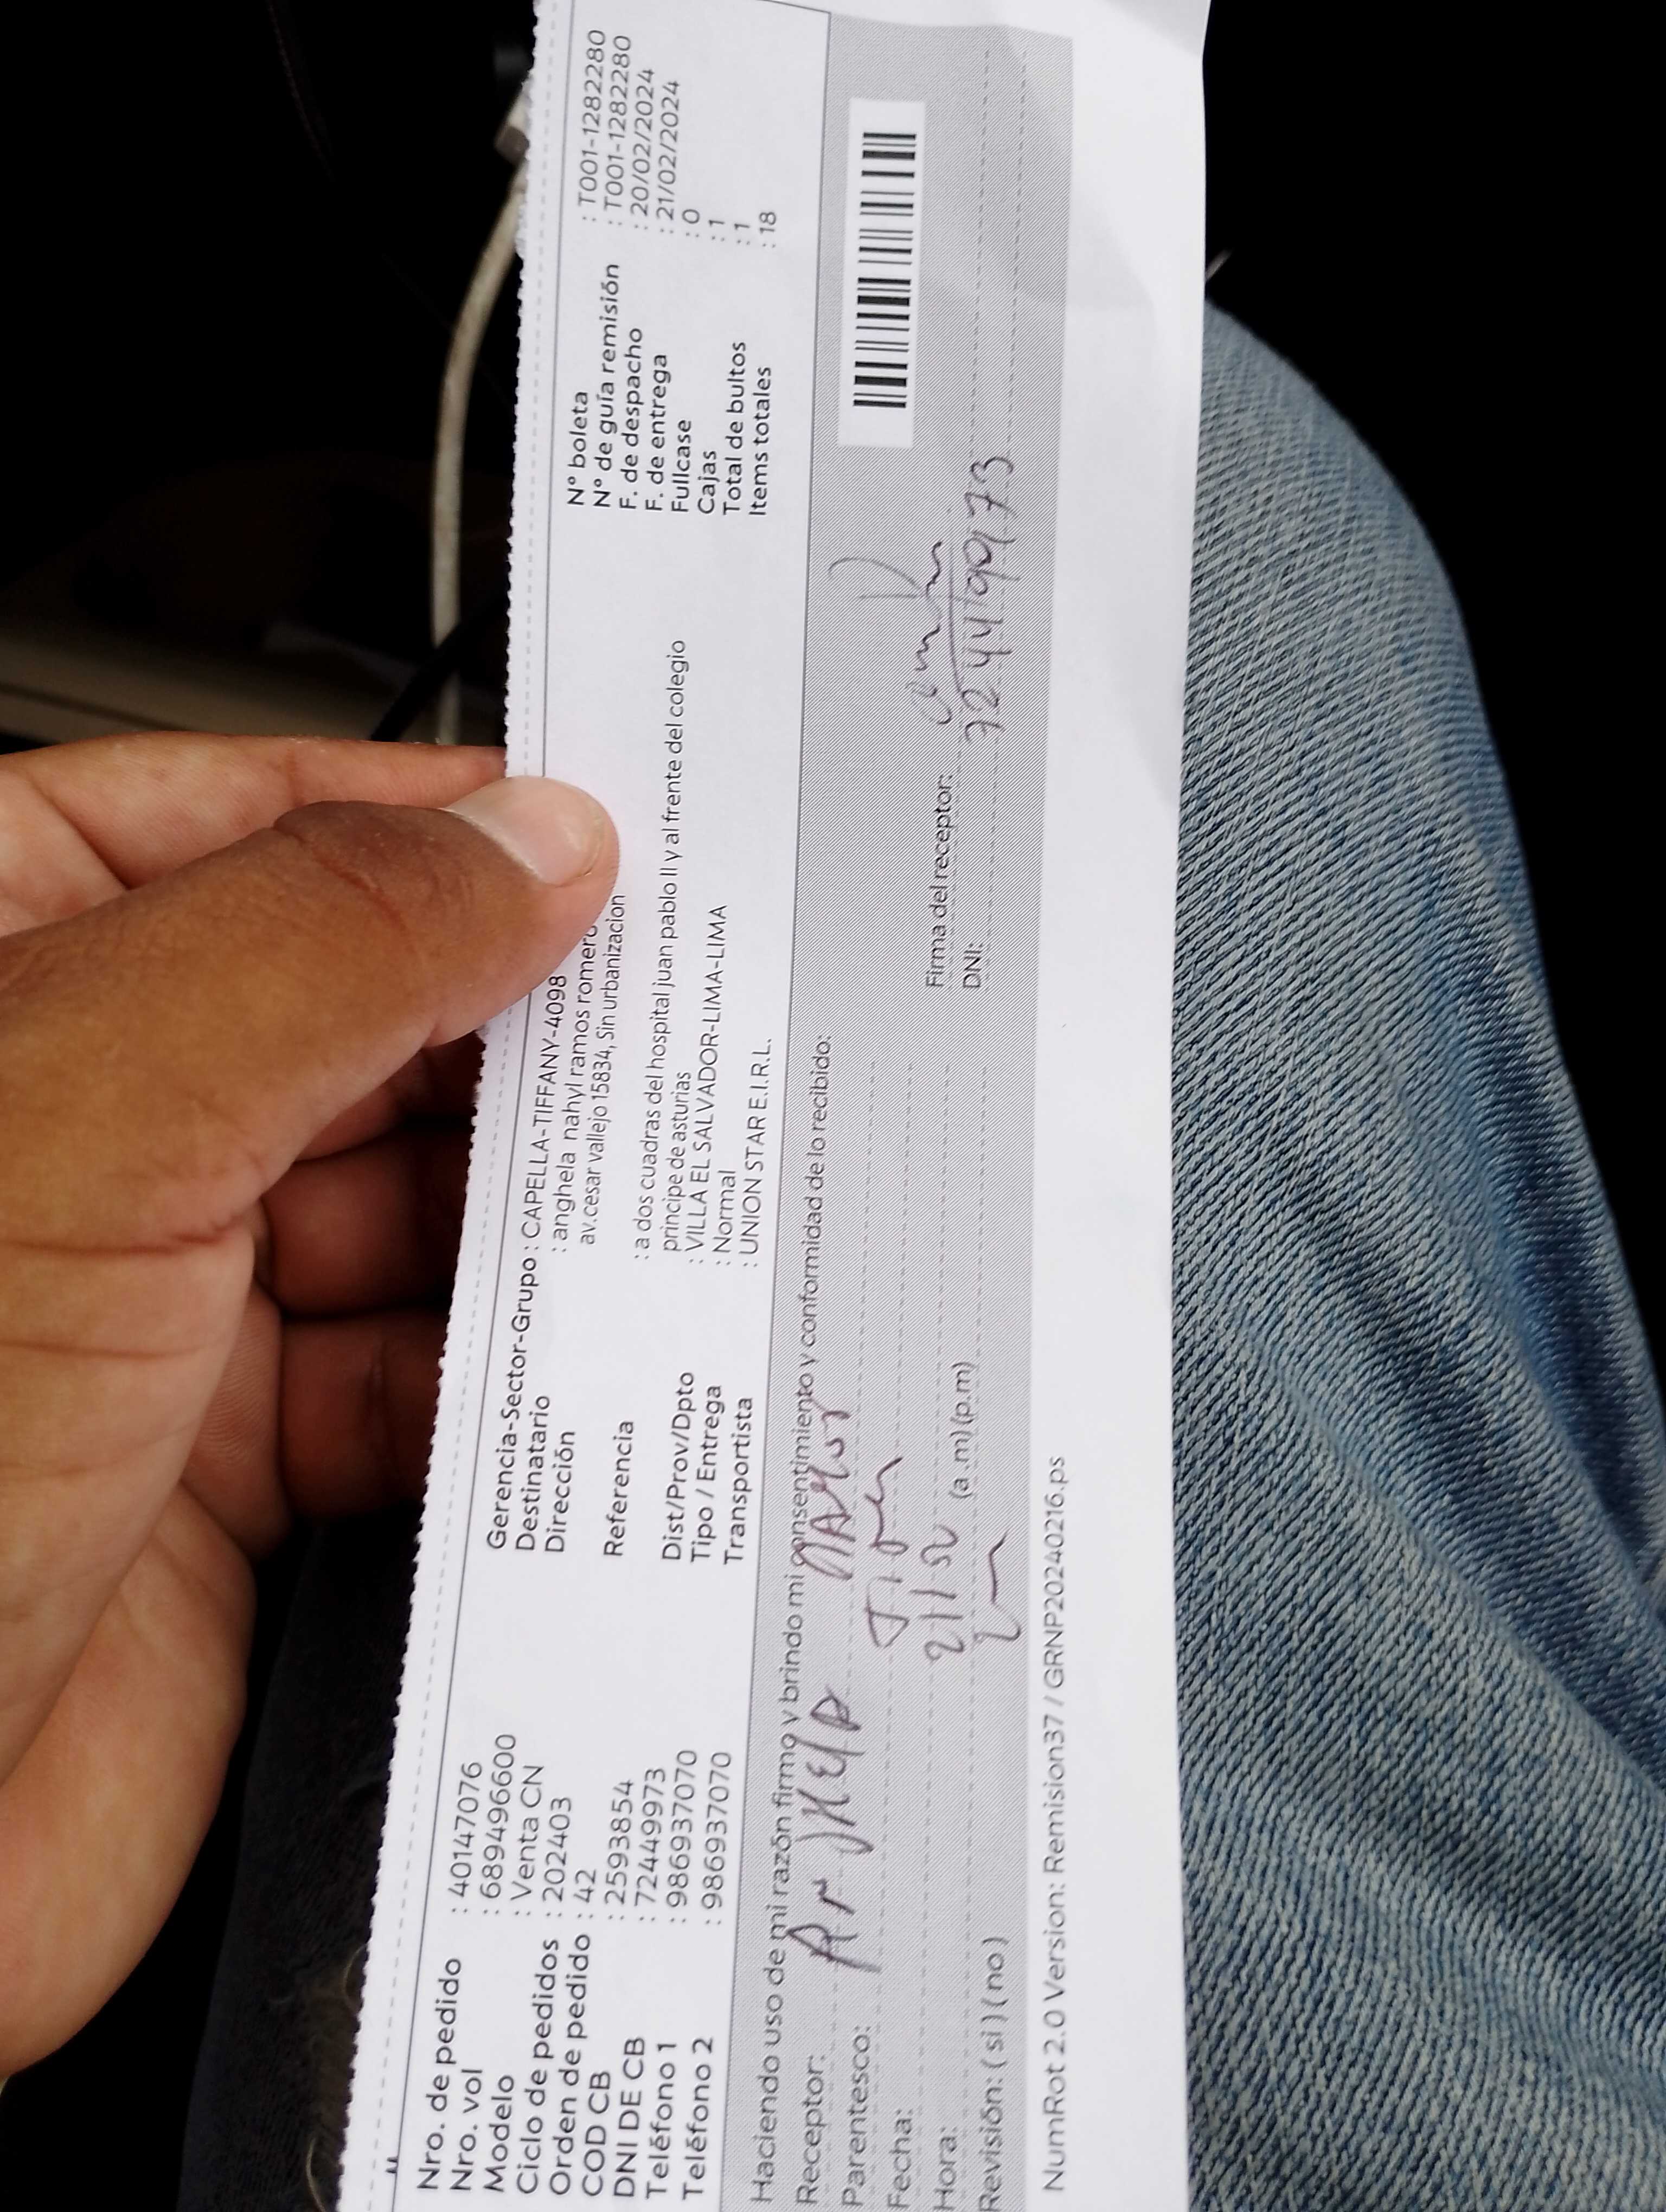 Nro. de pedido : 40147076
Nro. vol : 689496600
Modelo : Venta CN
Ciclo de pedidos : 202403
Orden de pedido : 42
COD CB : 2593854
DNI DE CB : 72449973
Teléfono 1 : 986937070
Teléfono 2 : 986937070
Gerencia-Sector-Grupo : CAPELLA-TIFFANY-4098
Destinatario : anghela nahyl ramos romero
Dirección av.cesar vallejo 15834, Sin urbanizacion
Referencia : a dos cuadras del hospital juan pablo II y al frente del colegio
principe de asturias
Dist/Prov/Dpto : VILLA EL SALVADOR-LIMA-LIMA
Tipo / Entrega : Normal
Transportista : UNION STAR E.I.R.L.
N° boleta : T001-1282280
N° de guía remisión : T001-1282280
F. de despacho : 20/02/2024
F. de entrega : 21/02/2024
Fullcase : 0
Cajas : 1
Total de bultos : 1
Items totales : 18
Haciendo uso de mi razón firmo y brindo mi consentimiento y conformidad de lo recibido:
Receptor:
Parentesco:
Fecha:
Hora: (a m) (p.m)
Revisión: ( si ) ( no )
Firma del receptor:
DNI: 72449973
NumRot 2.0 Version: Remision37 / GRNP20240216.ps